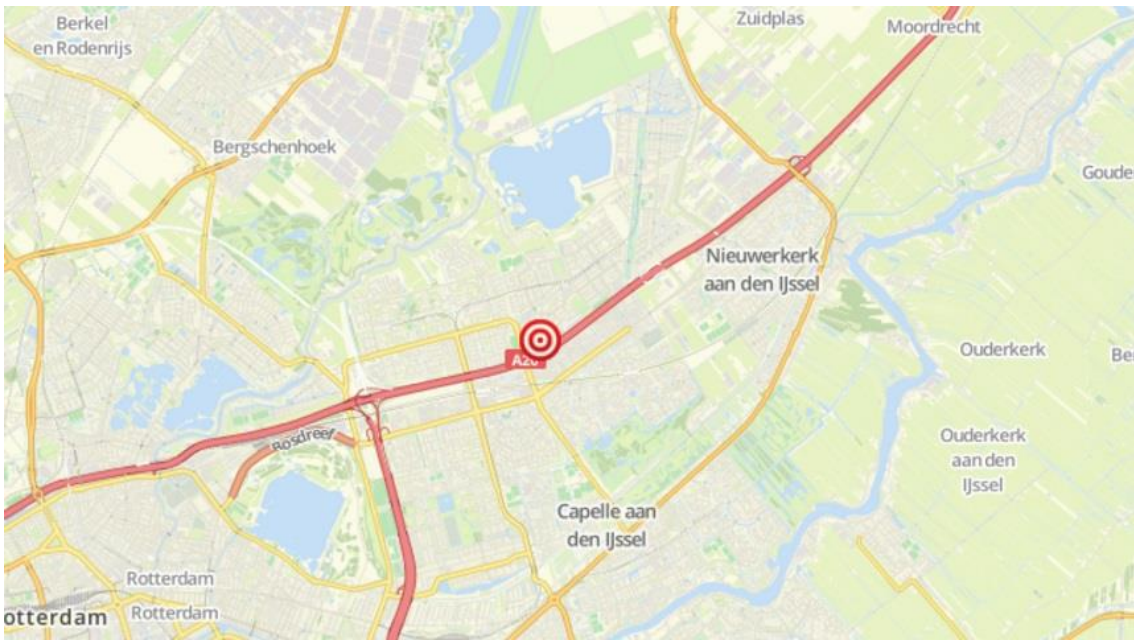 Berkel
en Rodenrijs
Zuidplas
Moordrecht
Bergschenhoek
Goude
Nieuwerkerk
aan den IJssel
A20
Ouderkerk
Be
Rosdreef
Ouderkerk
aan den
IJssel
Capelle aan
den IJssel
Rotterdam
otterdam
Rotterdam